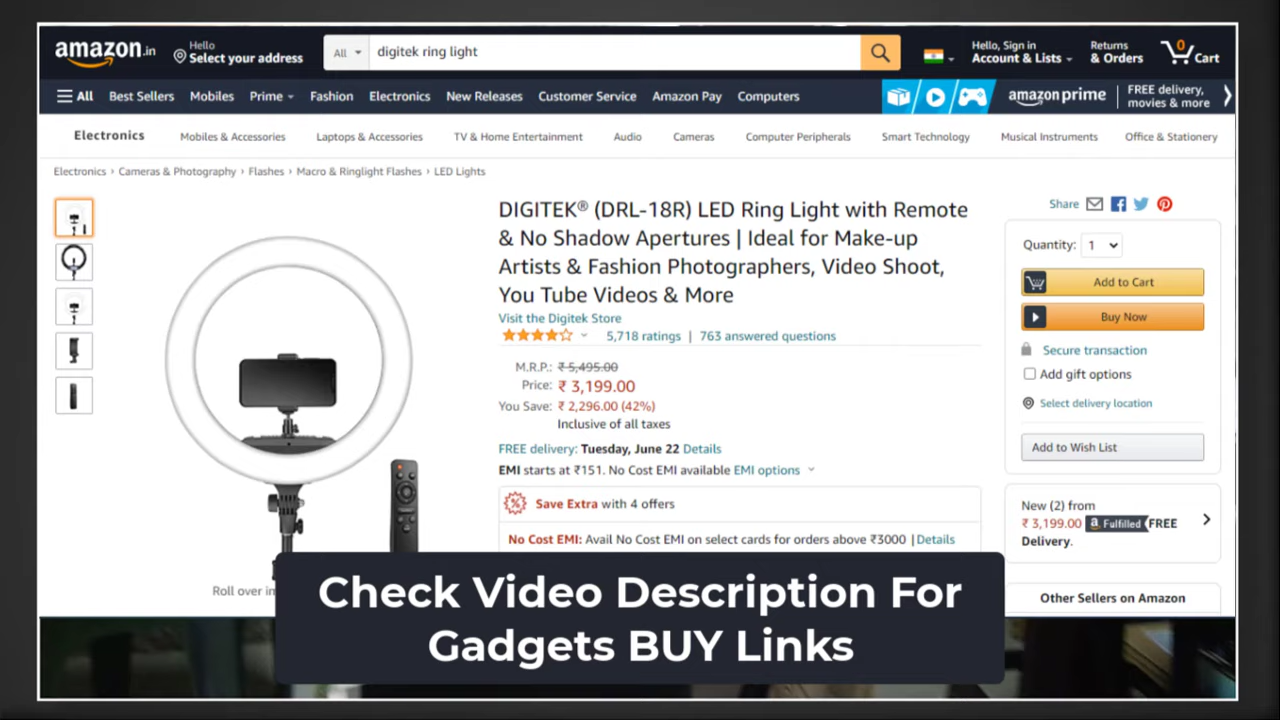 amazon.in
Hello
Select your address
All
digitek ring light
Hello, Sign in
Account & Lists
Returns
& Orders
0
Cart
All
Best Sellers
Mobiles
Prime
Fashion
Electronics
New Releases
Customer Service
Amazon Pay
Computers
amazon prime
FREE delivery,
movies & more
Electronics
Mobiles & Accessories
Laptops & Accessories
TV & Home Entertainment
Audio
Cameras
Computer Peripherals
Smart Technology
Musical Instruments
Office & Stationery
Electronics › Cameras & Photography › Flashes › Macro & Ringlight Flashes › LED Lights
DIGITEK® (DRL-18R) LED Ring Light with Remote
& No Shadow Apertures | Ideal for Make-up
Artists & Fashion Photographers, Video Shoot,
You Tube Videos & More
Visit the Digitek Store
5,718 ratings | 763 answered questions
M.R.P.: ₹ 5,495.00
Price: ₹ 3,199.00
You Save: ₹ 2,296.00 (42%)
Inclusive of all taxes
FREE delivery: Tuesday, June 22 Details
EMI starts at ₹151. No Cost EMI available EMI options
Save Extra with 4 offers
No Cost EMI: Avail No Cost EMI on select cards for orders above ₹3000 |Details
Roll over in
Share
Quantity: 1
Add to Cart
Buy Now
Secure transaction
Add gift options
Select delivery location
Add to Wish List
New (2) from
₹ 3,199.00 a Fulfilled FREE
Delivery.
Other Sellers on Amazon
Check Video Description For
Gadgets BUY Links